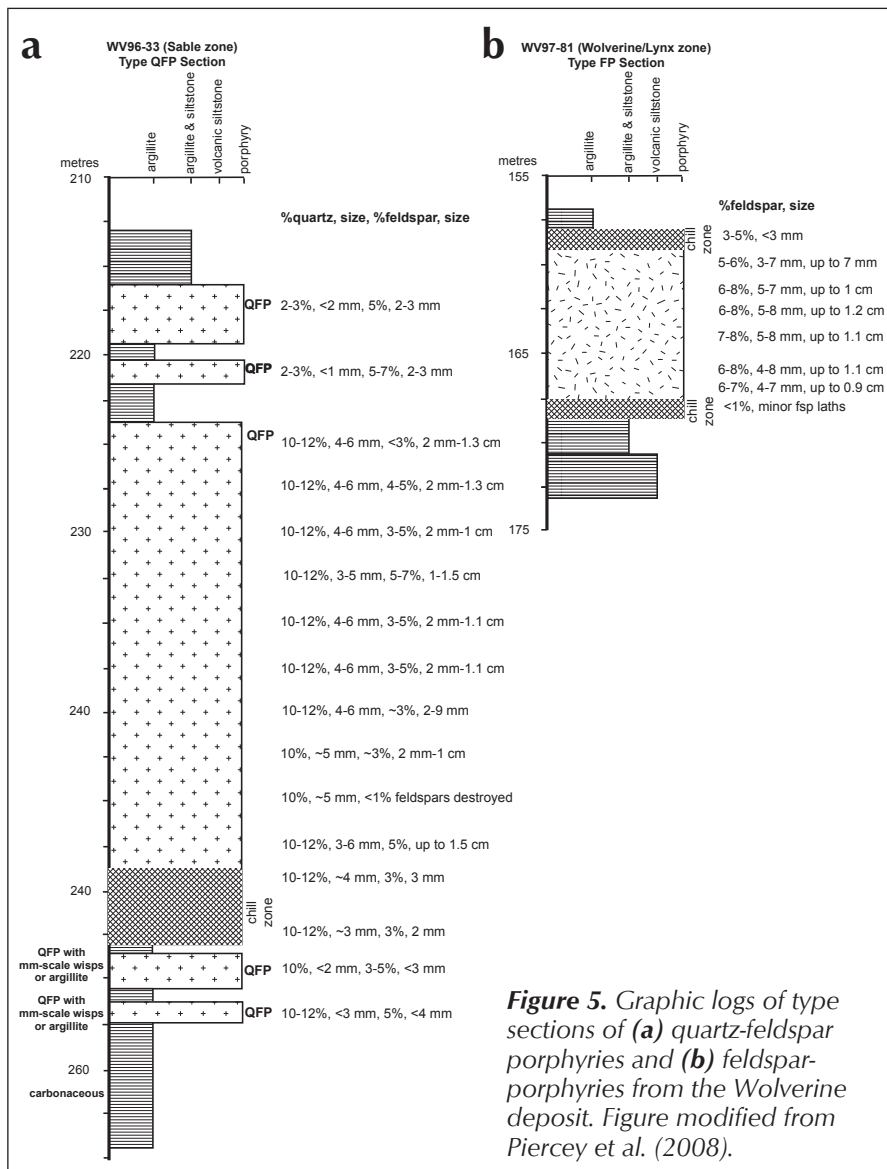 a
WV96-33 (Sable zone)
Type QFP Section
argillite
argillite & siltstone
volcanic siltstone
porphyry
metres
210
%quartz, size, %feldspar, size
QFP 2-3%, <2 mm, 5%, 2-3 mm
220
QFP 2-3%, <1 mm, 5-7%, 2-3 mm
QFP 10-12%, 4-6 mm, <3%, 2 mm-1.3 cm
10-12%, 4-6 mm, 4-5%, 2 mm-1.3 cm
230
10-12%, 4-6 mm, 3-5%, 2 mm-1 cm
10-12%, 3-5 mm, 5-7%, 1-1.5 cm
10-12%, 4-6 mm, 3-5%, 2 mm-1.1 cm
10-12%, 4-6 mm, 3-5%, 2 mm-1.1 cm
240
10-12%, 4-6 mm, ~3%, 2-9 mm
10%, ~5 mm, ~3%, 2 mm-1 cm
10%, ~5 mm, <1% feldspars destroyed
10-12%, 3-6 mm, 5%, up to 1.5 cm
10-12%, ~4 mm, 3%, 3 mm
240
chill
zone
10-12%, ~3 mm, 3%, 2 mm
QFP with
mm-scale wisps
or argillite
QFP 10%, <2 mm, 3-5%, <3 mm
QFP with
mm-scale wisps
or argillite
QFP 10-12%, <3 mm, 5%, <4 mm
260
carbonaceous
b
WV97-81 (Wolverine/Lynx zone)
Type FP Section
argillite
argillite & siltstone
volcanic siltstone
porphyry
metres
155
%feldspar, size
chill
zone
3-5%, <3 mm
5-6%, 3-7 mm, up to 7 mm
6-8%, 5-7 mm, up to 1 cm
6-8%, 5-8 mm, up to 1.2 cm
7-8%, 5-8 mm, up to 1.1 cm
165
6-8%, 4-8 mm, up to 1.1 cm
6-7%, 4-7 mm, up to 0.9 cm
chill
zone
<1%, minor fsp laths
175
Figure 5. Graphic logs of type
sections of (a) quartz-feldspar
porphyries and (b) feldspar-
porphyries from the Wolverine
deposit. Figure modified from
Piercey et al. (2008).